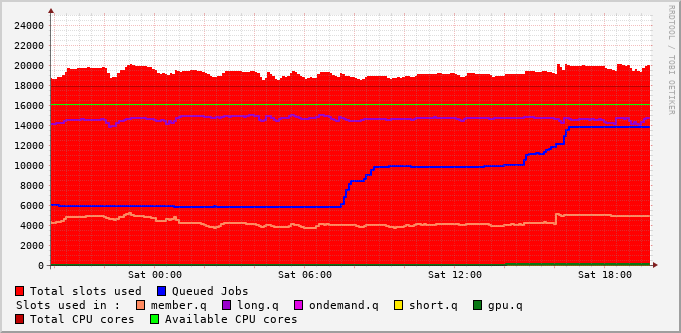 24000
22000
20000
18000
16000
14000
12000
10000
8000
6000
4000
2000
0
Sat 00:00 Sat 06:00 Sat 12:00 Sat 18:00
Total slots used Queued Jobs
Slots used in : member.q long.q ondemand.q short.q gpu.q
Total CPU cores Available CPU cores
RRDTOOL / TOBI OETIKER